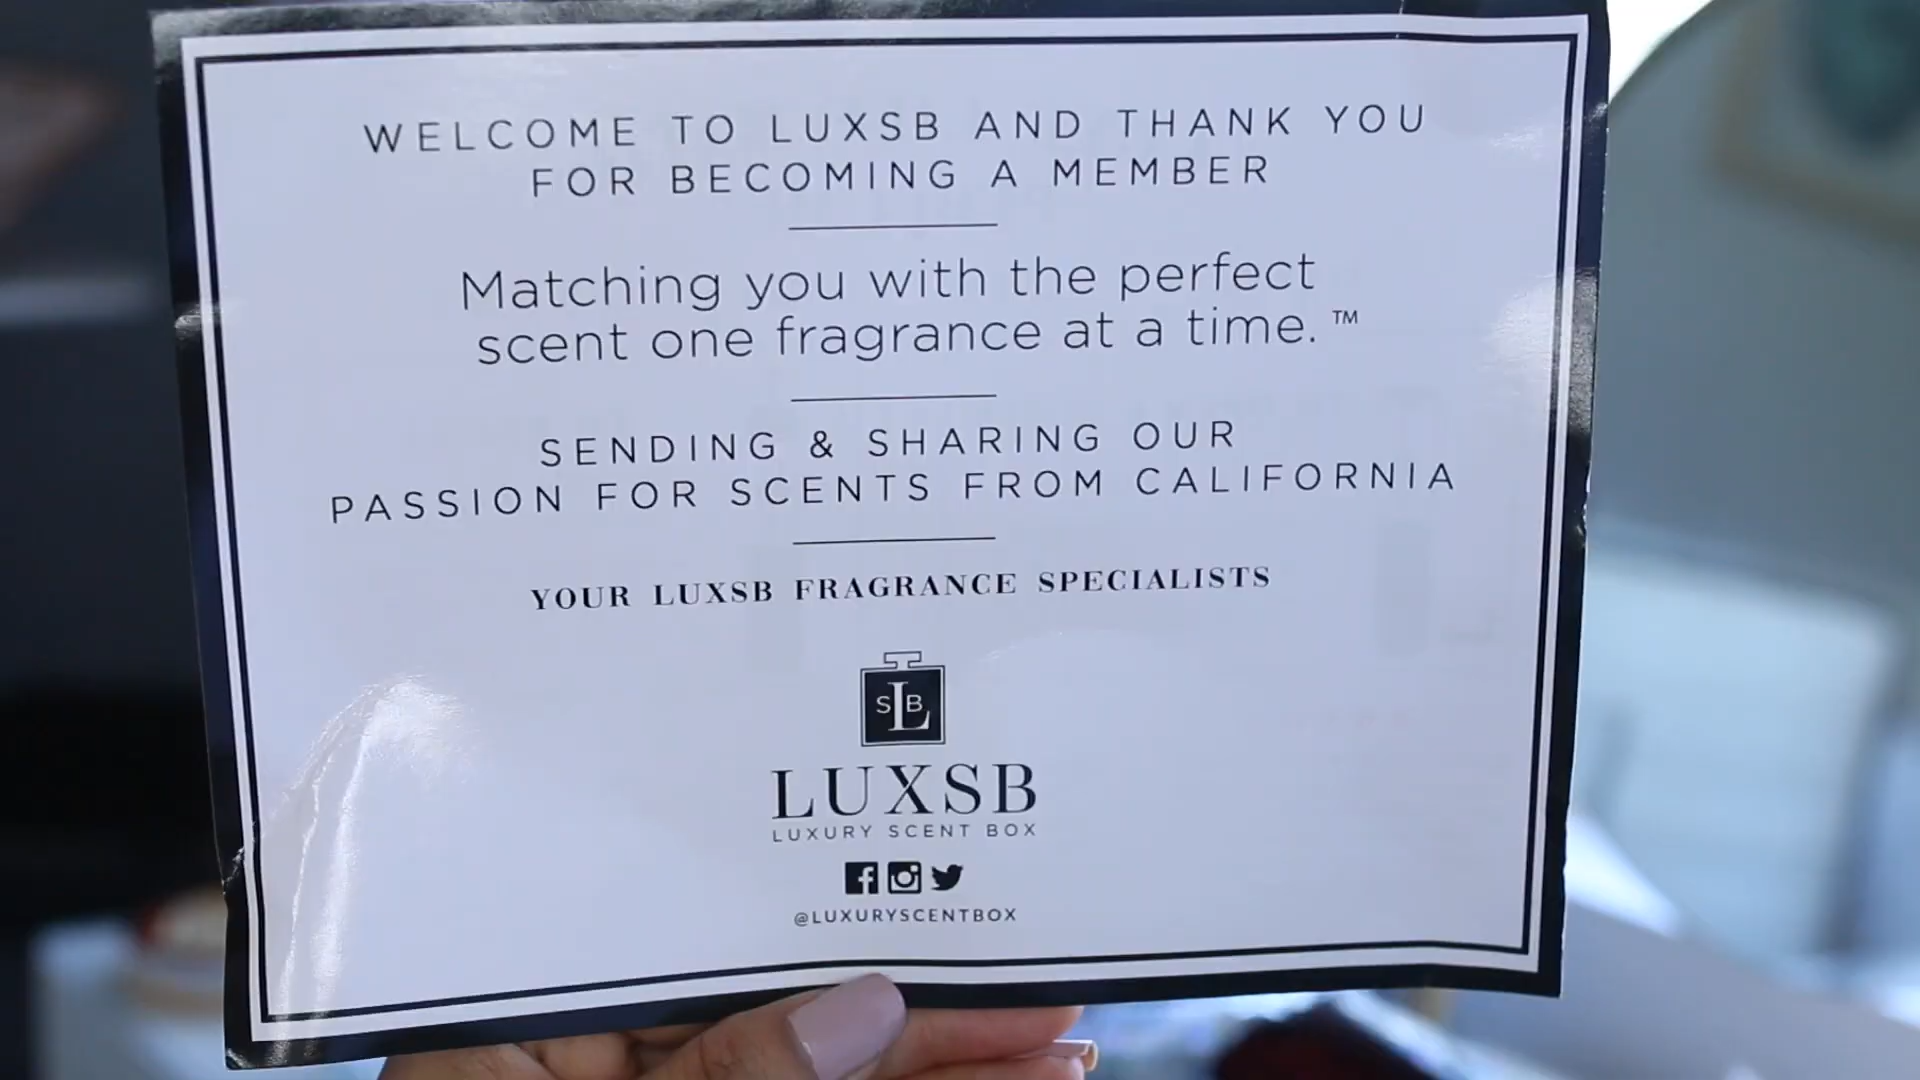 WELCOME TO LUXSB AND THANK YOU
FOR BECOMING A MEMBER
Matching you with the perfect
scent one fragrance at a time.™
SENDING & SHARING OUR
PASSION FOR SCENTS FROM CALIFORNIA
YOUR LUXSB FRAGRANCE SPECIALISTS
SLB
LUXSB
LUXURY SCENT BOX
@LUXURYSCENTBOX